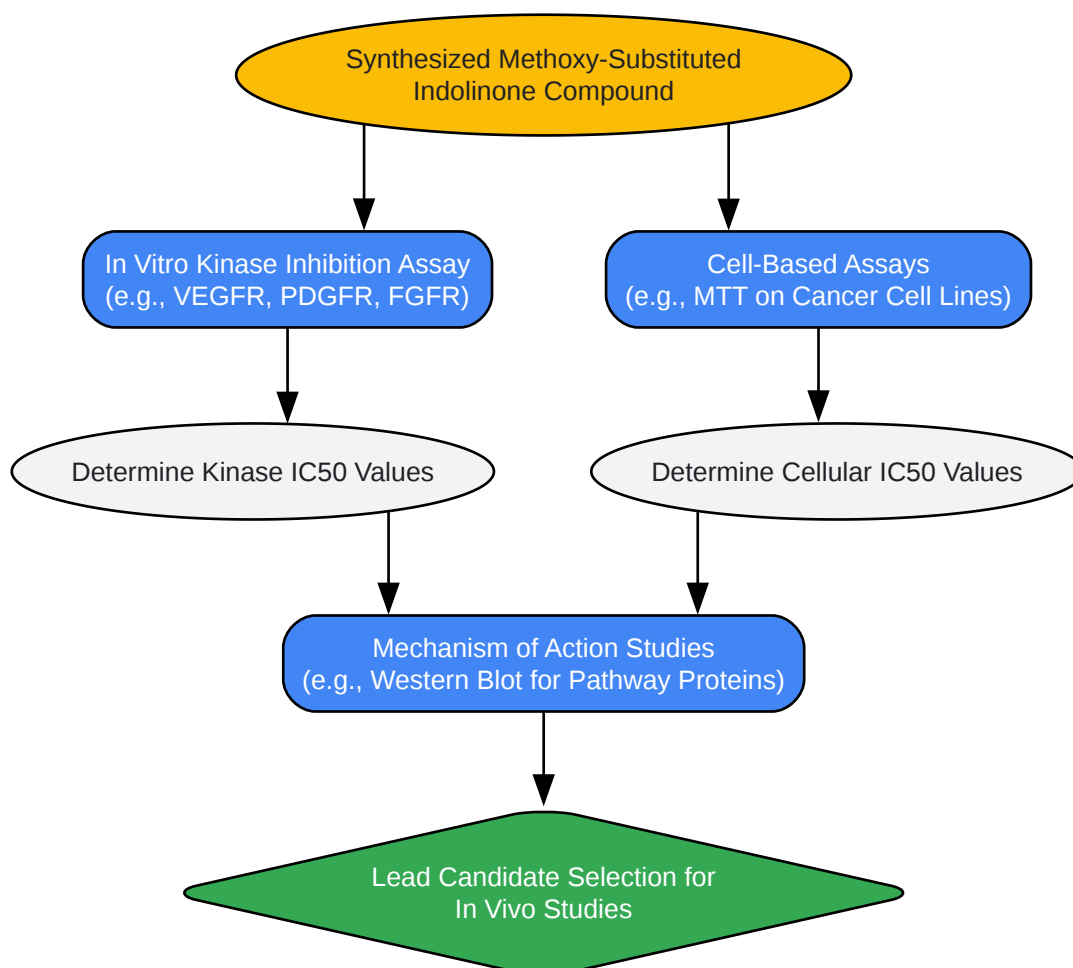 Synthesized Methoxy-Substituted
Indolinone Compound
In Vitro Kinase Inhibition Assay
(e.g., VEGFR, PDGFR, FGFR)
Cell-Based Assays
(e.g., MTT on Cancer Cell Lines)
Determine Kinase IC50 Values
Determine Cellular IC50 Values
Mechanism of Action Studies
(e.g., Western Blot for Pathway Proteins)
Lead Candidate Selection for
In Vivo Studies